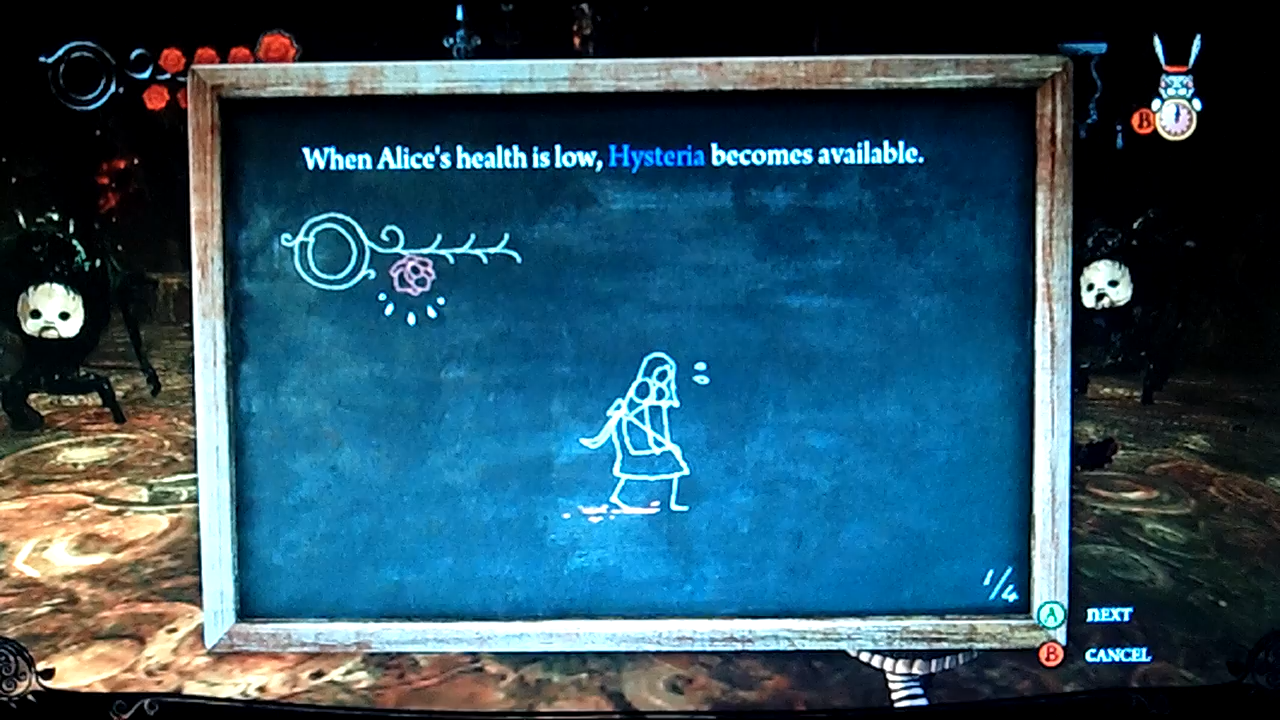 B
When Alice's health is low, Hysteria becomes available.
1/4
A NEXT
B CANCEL